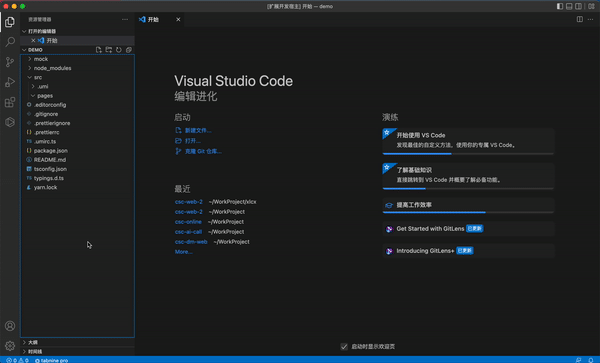 [扩展开发宿主] 开始 — demo
资源管理器
打开的编辑器
开始
DEMO
mock
node_modules
src
.umi
pages
.editorconfig
.gitignore
.prettierignore
.prettierrc
.umirc.ts
package.json
README.md
tsconfig.json
typings.d.ts
yarn.lock
大纲
时间线
开始
Visual Studio Code
编辑进化
启动
新建文件...
打开...
克隆 Git 仓库...
最近
csc-web-2 ~/WorkProject/xlcx
csc-web-2 ~/WorkProject
csc-online ~/WorkProject
csc-ai-call ~/WorkProject
csc-dm-web ~/WorkProject
More...
演练
开始使用 VS Code
发现最佳的自定义方法，使用你的专属 VS Code。
了解基础知识
直接跳转到 VS Code 并概要了解必备功能。
提高工作效率
Get Started with GitLens 已更新
Introducing GitLens+ 已更新
启动时显示欢迎页
0 0 tabnine pro